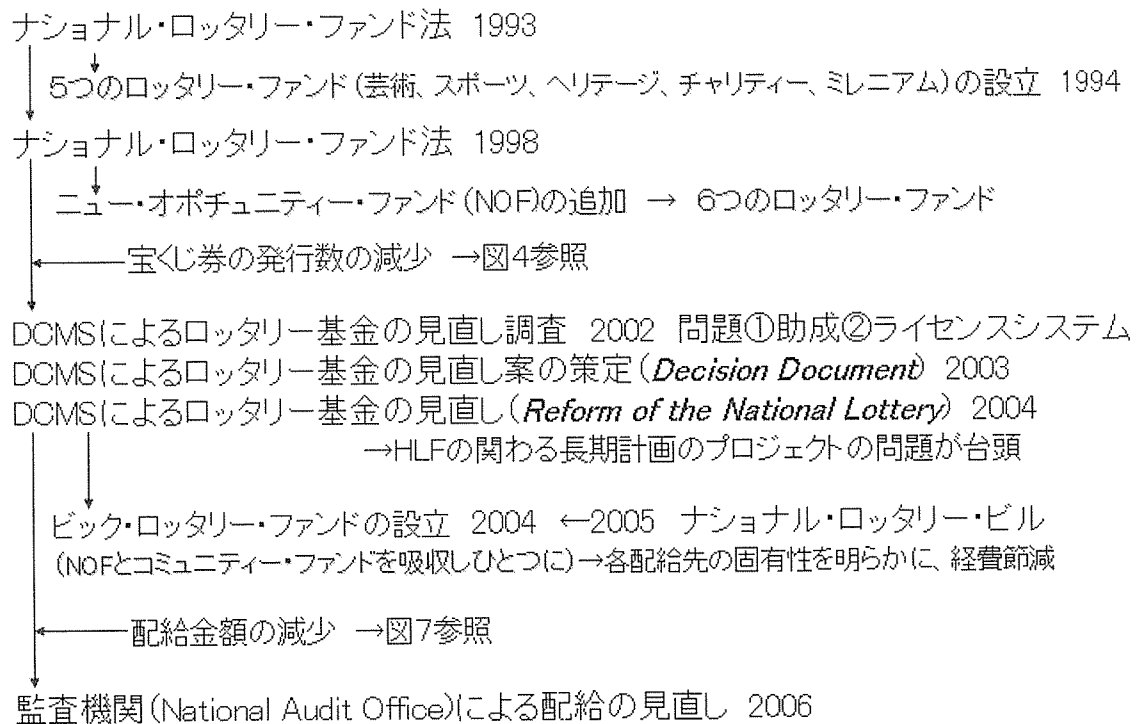 ナショナル・ロッタリー・ファンド法 1993
5つのロッタリー・ファンド(芸術、スポーツ、ヘリテージ、チャリティー、ミレニアム)の設立 1994
ナショナル・ロッタリー・ファンド法 1998
ニュー・オポチュニティー・ファンド(NOF)の追加 → 6つのロッタリー・ファンド
宝くじ券の発行数の減少 →図4参照
DCMSによるロッタリー基金の見直し調査 2002 問題①助成②ライセンスシステム
DCMSによるロッタリー基金の見直し案の策定(Decision Document) 2003
DCMSによるロッタリー基金の見直し(Reform of the National Lottery) 2004
→HLFの関わる長期計画のプロジェクトの問題が台頭
ビック・ロッタリー・ファンドの設立 2004 ←2005 ナショナル・ロッタリー・ビル
(NOFとコミュニティー・ファンドを吸収しひとつに)→各配給先の固有性を明らかに、経費節減
配給金額の減少 →図7参照
監査機関(National Audit Office)による配給の見直し 2006